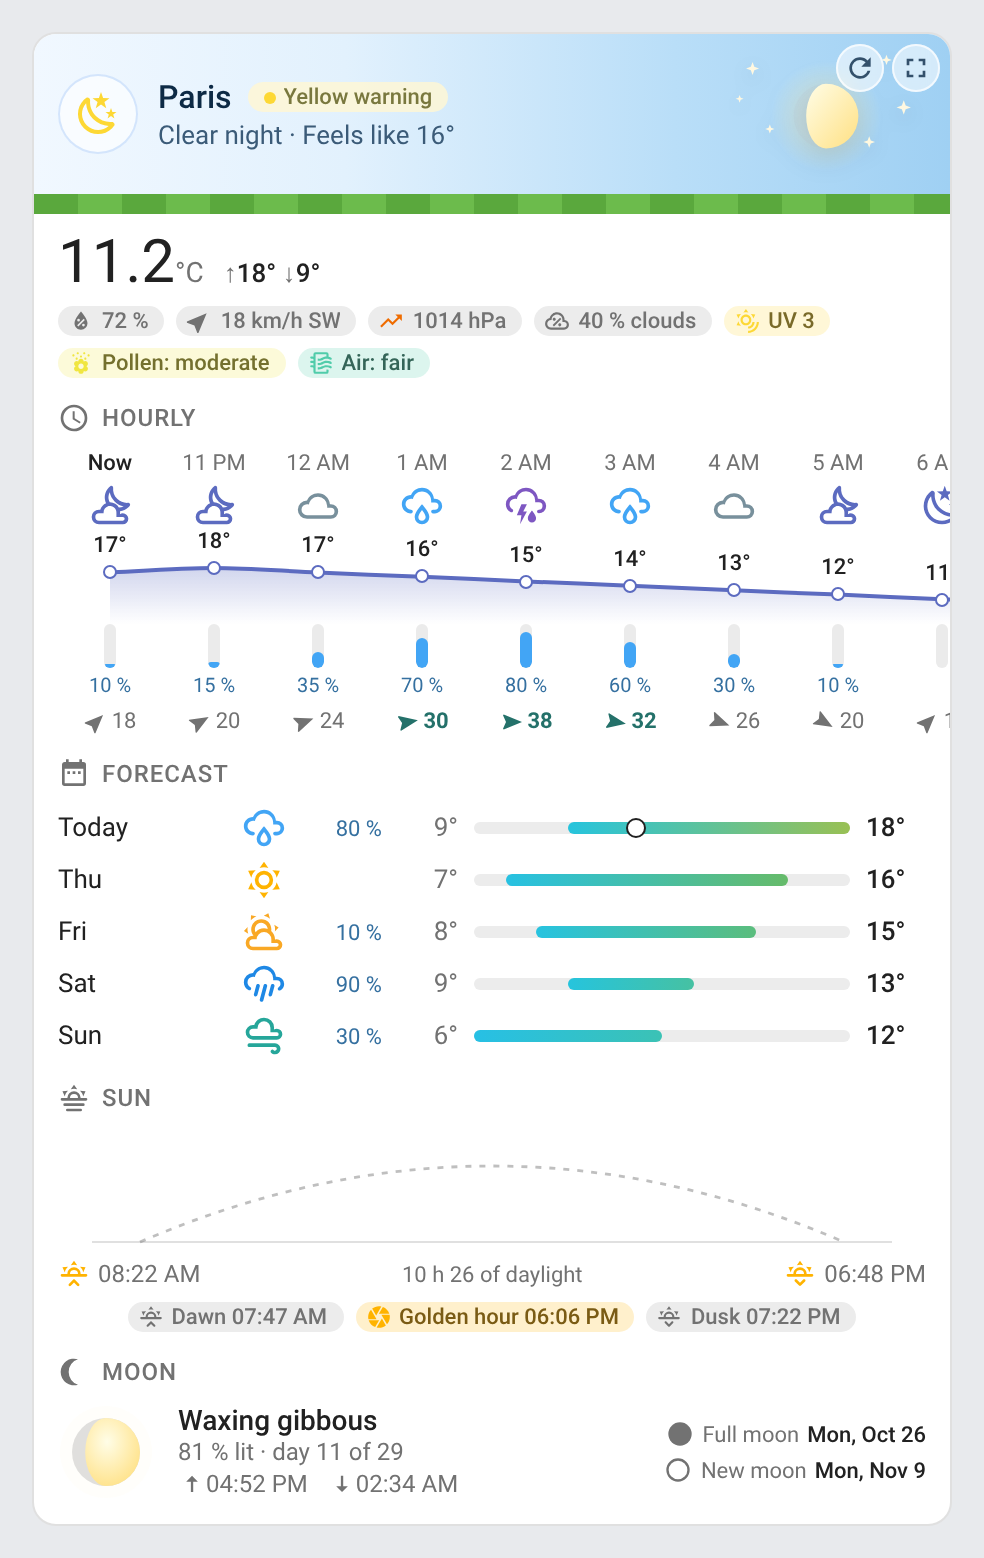 Paris Yellow warning
Clear night · Feels like 16°
11.2°C ↑18° ↓9°
72 % 18 km/h SW 1014 hPa 40 % clouds UV 3
Pollen: moderate Air: fair
HOURLY
Now 11 PM 12 AM 1 AM 2 AM 3 AM 4 AM 5 AM 6 A
17° 18° 17° 16° 15° 14° 13° 12° 11
10 % 15 % 35 % 70 % 80 % 60 % 30 % 10 %
18 20 24 30 38 32 26 20 1
FORECAST
Today 80 % 9° 18°
Thu 7° 16°
Fri 10 % 8° 15°
Sat 90 % 9° 13°
Sun 30 % 6° 12°
SUN
08:22 AM 10 h 26 of daylight 06:48 PM
Dawn 07:47 AM Golden hour 06:06 PM Dusk 07:22 PM
MOON
Waxing gibbous
81 % lit · day 11 of 29
↑ 04:52 PM ↓ 02:34 AM
Full moon Mon, Oct 26
New moon Mon, Nov 9